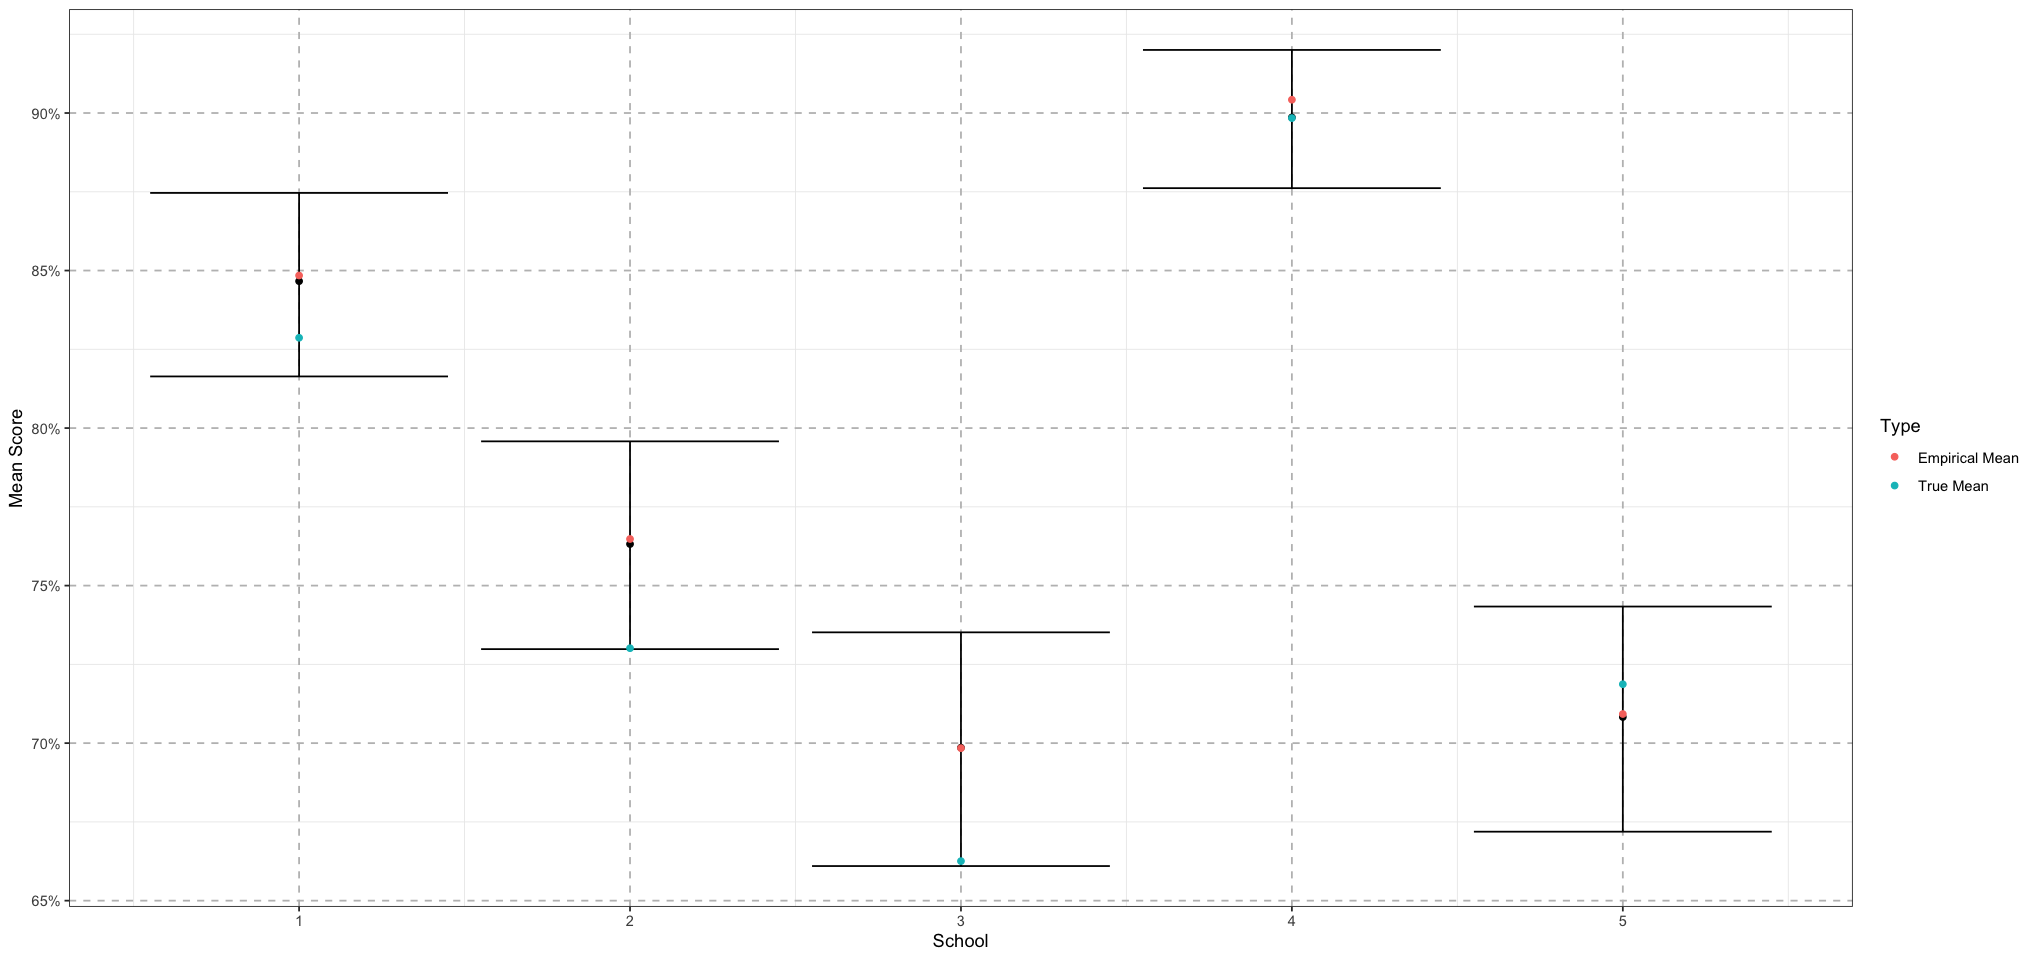 90%
85%
80%
75%
70%
65%
Mean Score
1 2 3 4 5
School
Type
Empirical Mean
True Mean